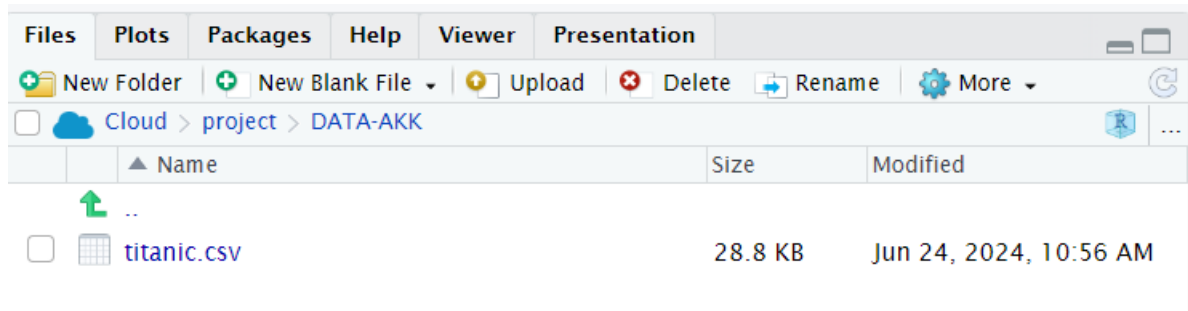 Files Plots Packages Help Viewer Presentation
New Folder New Blank File Upload Delete Rename More
Cloud > project > DATA-AKK R ...
Name Size Modified
..
titanic.csv 28.8 KB Jun 24, 2024, 10:56 AM